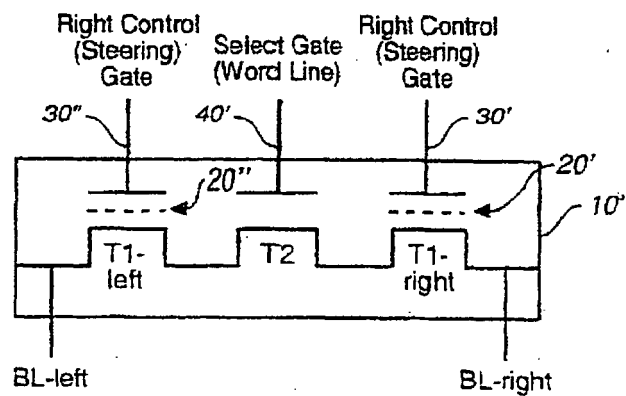 Right Control (Steering) Gate
Select Gate (Word Line)
Right Control (Steering) Gate
30"
40'
30'
20"
20'
10'
T1-left
T2
T1-right
BL-left
BL-right